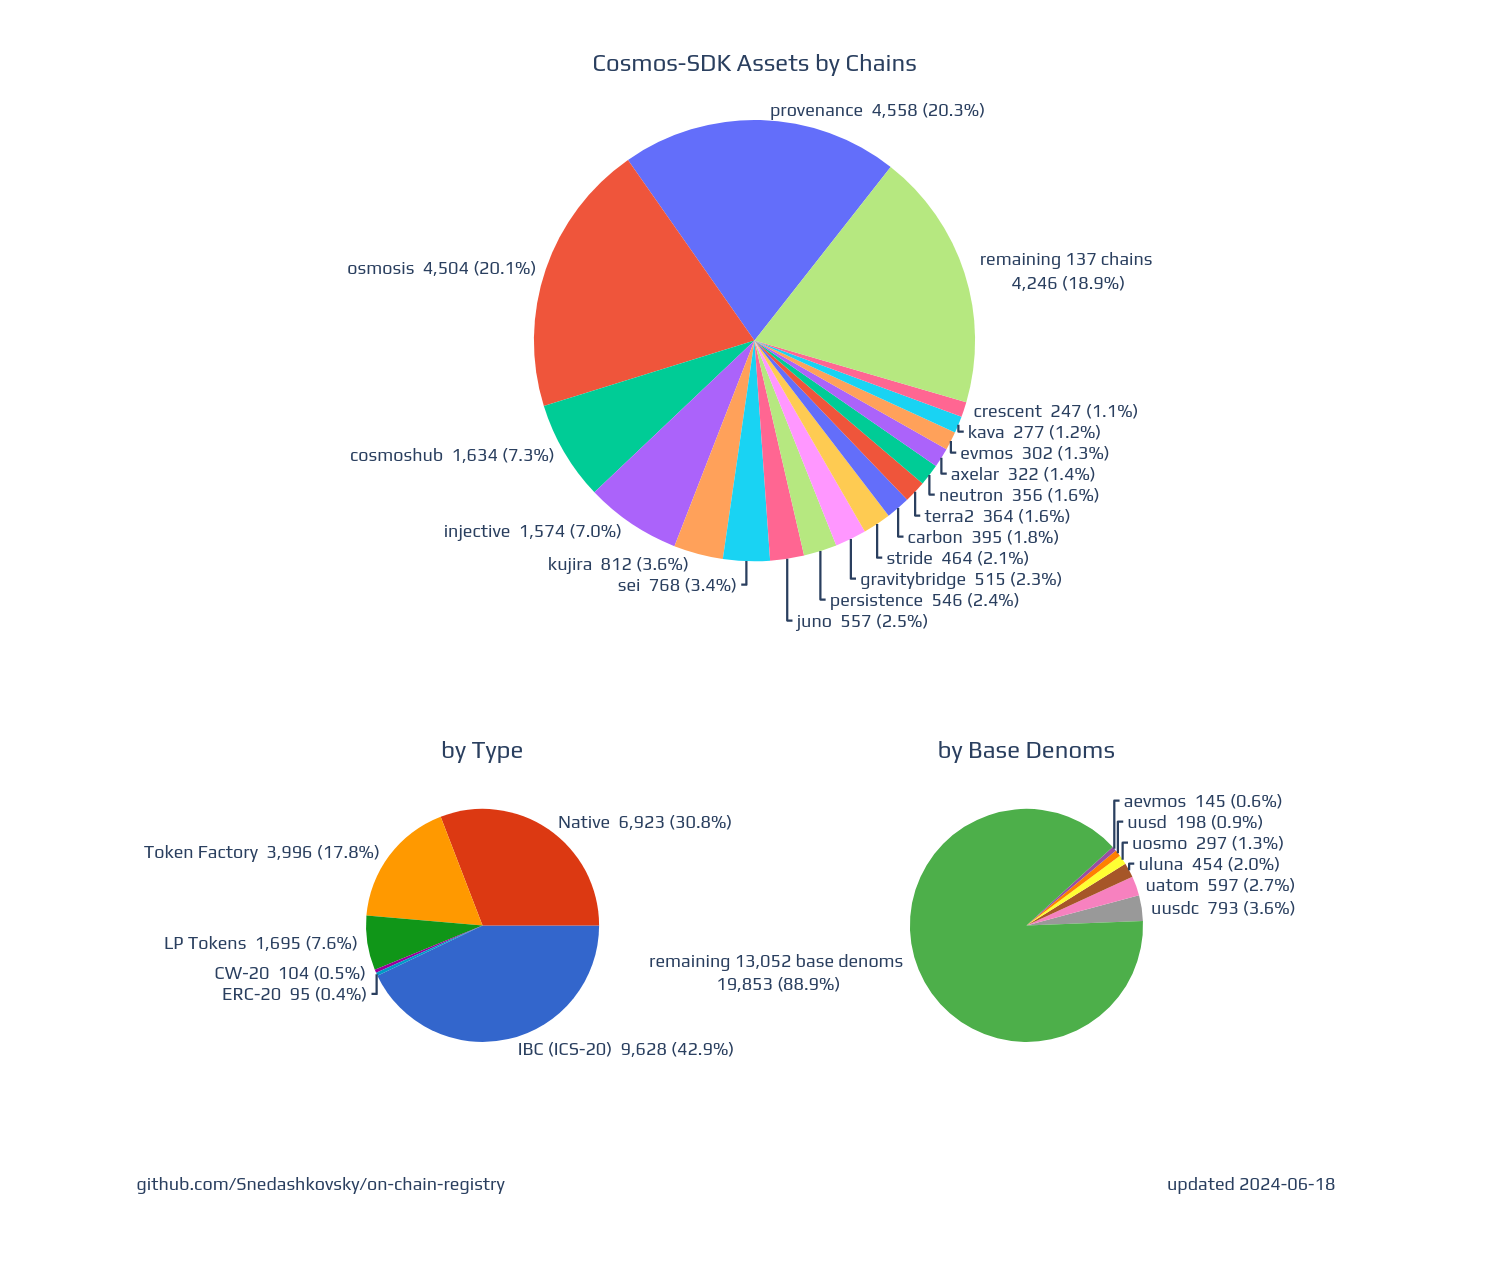 Cosmos-SDK Assets by Chains
provenance 4,558 (20.3%)
remaining 137 chains
4,246 (18.9%)
osmosis 4,504 (20.1%)
crescent 247 (1.1%)
kava 277 (1.2%)
evmos 302 (1.3%)
cosmoshub 1,634 (7.3%)
axelar 322 (1.4%)
neutron 356 (1.6%)
terra2 364 (1.6%)
injective 1,574 (7.0%)
carbon 395 (1.8%)
stride 464 (2.1%)
kujira 812 (3.6%)
gravitybridge 515 (2.3%)
sei 768 (3.4%)
persistence 546 (2.4%)
juno 557 (2.5%)
by Type
Native 6,923 (30.8%)
Token Factory 3,996 (17.8%)
LP Tokens 1,695 (7.6%)
CW-20 104 (0.5%)
ERC-20 95 (0.4%)
IBC (ICS-20) 9,628 (42.9%)
by Base Denoms
aevmos 145 (0.6%)
uusd 198 (0.9%)
uosmo 297 (1.3%)
uluna 454 (2.0%)
uatom 597 (2.7%)
uusdc 793 (3.6%)
remaining 13,052 base denoms
19,853 (88.9%)
github.com/Snedashkovsky/on-chain-registry
updated 2024-06-18